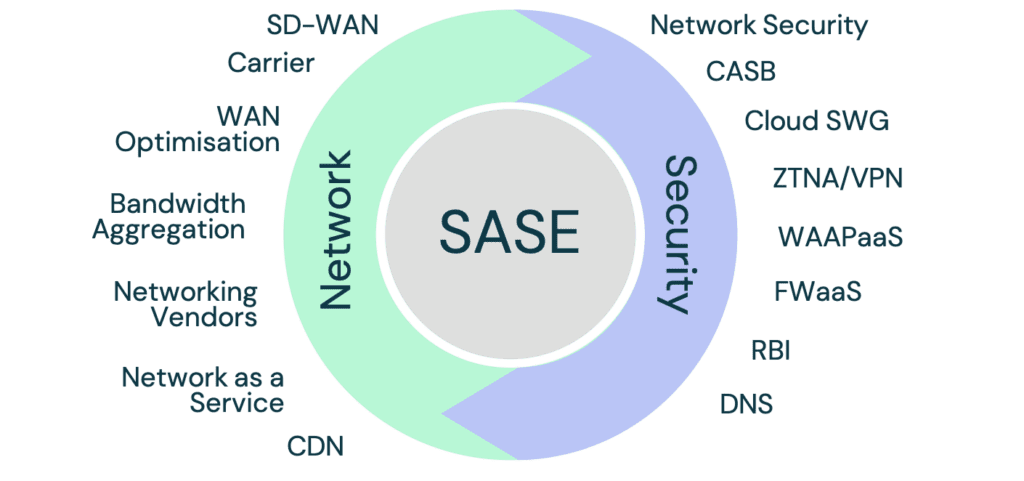 SD-WAN
Carrier
WAN
Optimisation
Bandwidth
Aggregation
Networking
Vendors
Network as a
Service
CDN
Network
SASE
Security
Network Security
CASB
Cloud SWG
ZTNA/VPN
WAAPaaS
FWaaS
RBI
DNS